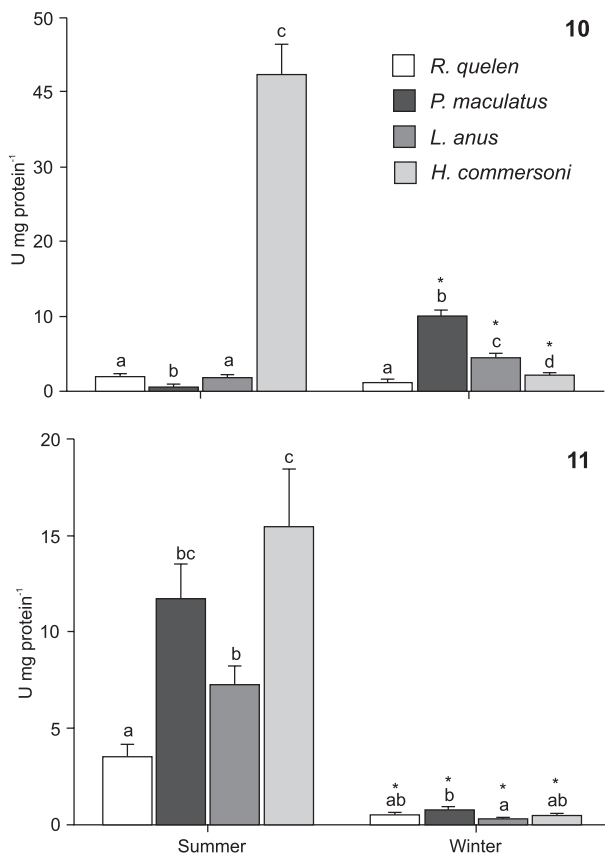 10
50
45
30
20
10
0
U mg protein-1
R. quelen
P. maculatus
L. anus
H. commersoni
a
b
a
c
a
*
b
*
c
*
d
11
20
15
10
5
0
U mg protein-1
a
bc
b
c
*
ab
*
b
*
a
*
ab
Summer
Winter